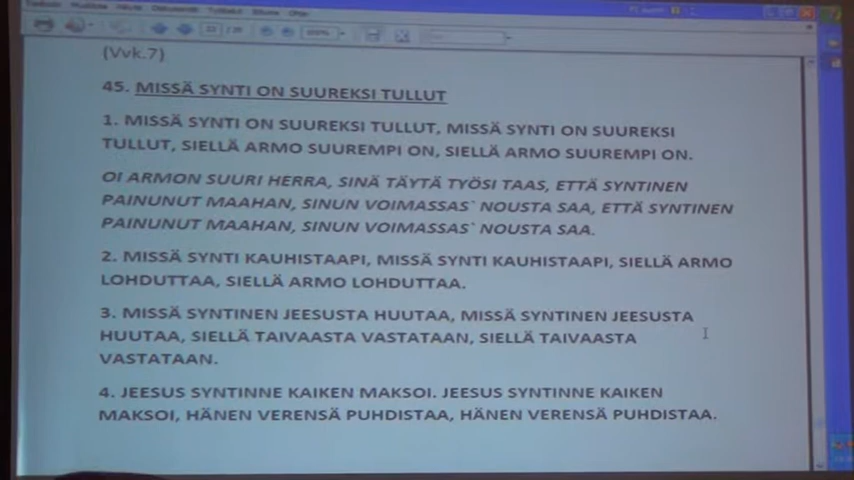 (Vvk.7)
45. MISSÄ SYNTI ON SUUREKSI TULLUT
1. MISSÄ SYNTI ON SUUREKSI TULLUT, MISSÄ SYNTI ON SUUREKSI
TULLUT, SIELLÄ ARMO SUUREMPI ON, SIELLÄ ARMO SUUREMPI ON.
OI ARMON SUURI HERRA, SINÄ TÄYTÄ TYÖSI TAAS, ETTÄ SYNTINEN
PAINUNUT MAAHAN, SINUN VOIMASSAS` NOUSTA SAA, ETTÄ SYNTINEN
PAINUNUT MAAHAN, SINUN VOIMASSAS` NOUSTA SAA.
2. MISSÄ SYNTI KAUHISTAAPI, MISSÄ SYNTI KAUHISTAAPI, SIELLÄ ARMO
LOHDUTTAA, SIELLÄ ARMO LOHDUTTAA.
3. MISSÄ SYNTINEN JEESUSTA HUUTAA, MISSÄ SYNTINEN JEESUSTA
HUUTAA, SIELLÄ TAIVAASTA VASTATAAN, SIELLÄ TAIVAASTA
VASTATAAN.
4. JEESUS SYNTINNE KAIKEN MAKSOI. JEESUS SYNTINNE KAIKEN
MAKSOI, HÄNEN VERENSÄ PUHDISTAA, HÄNEN VERENSÄ PUHDISTAA.